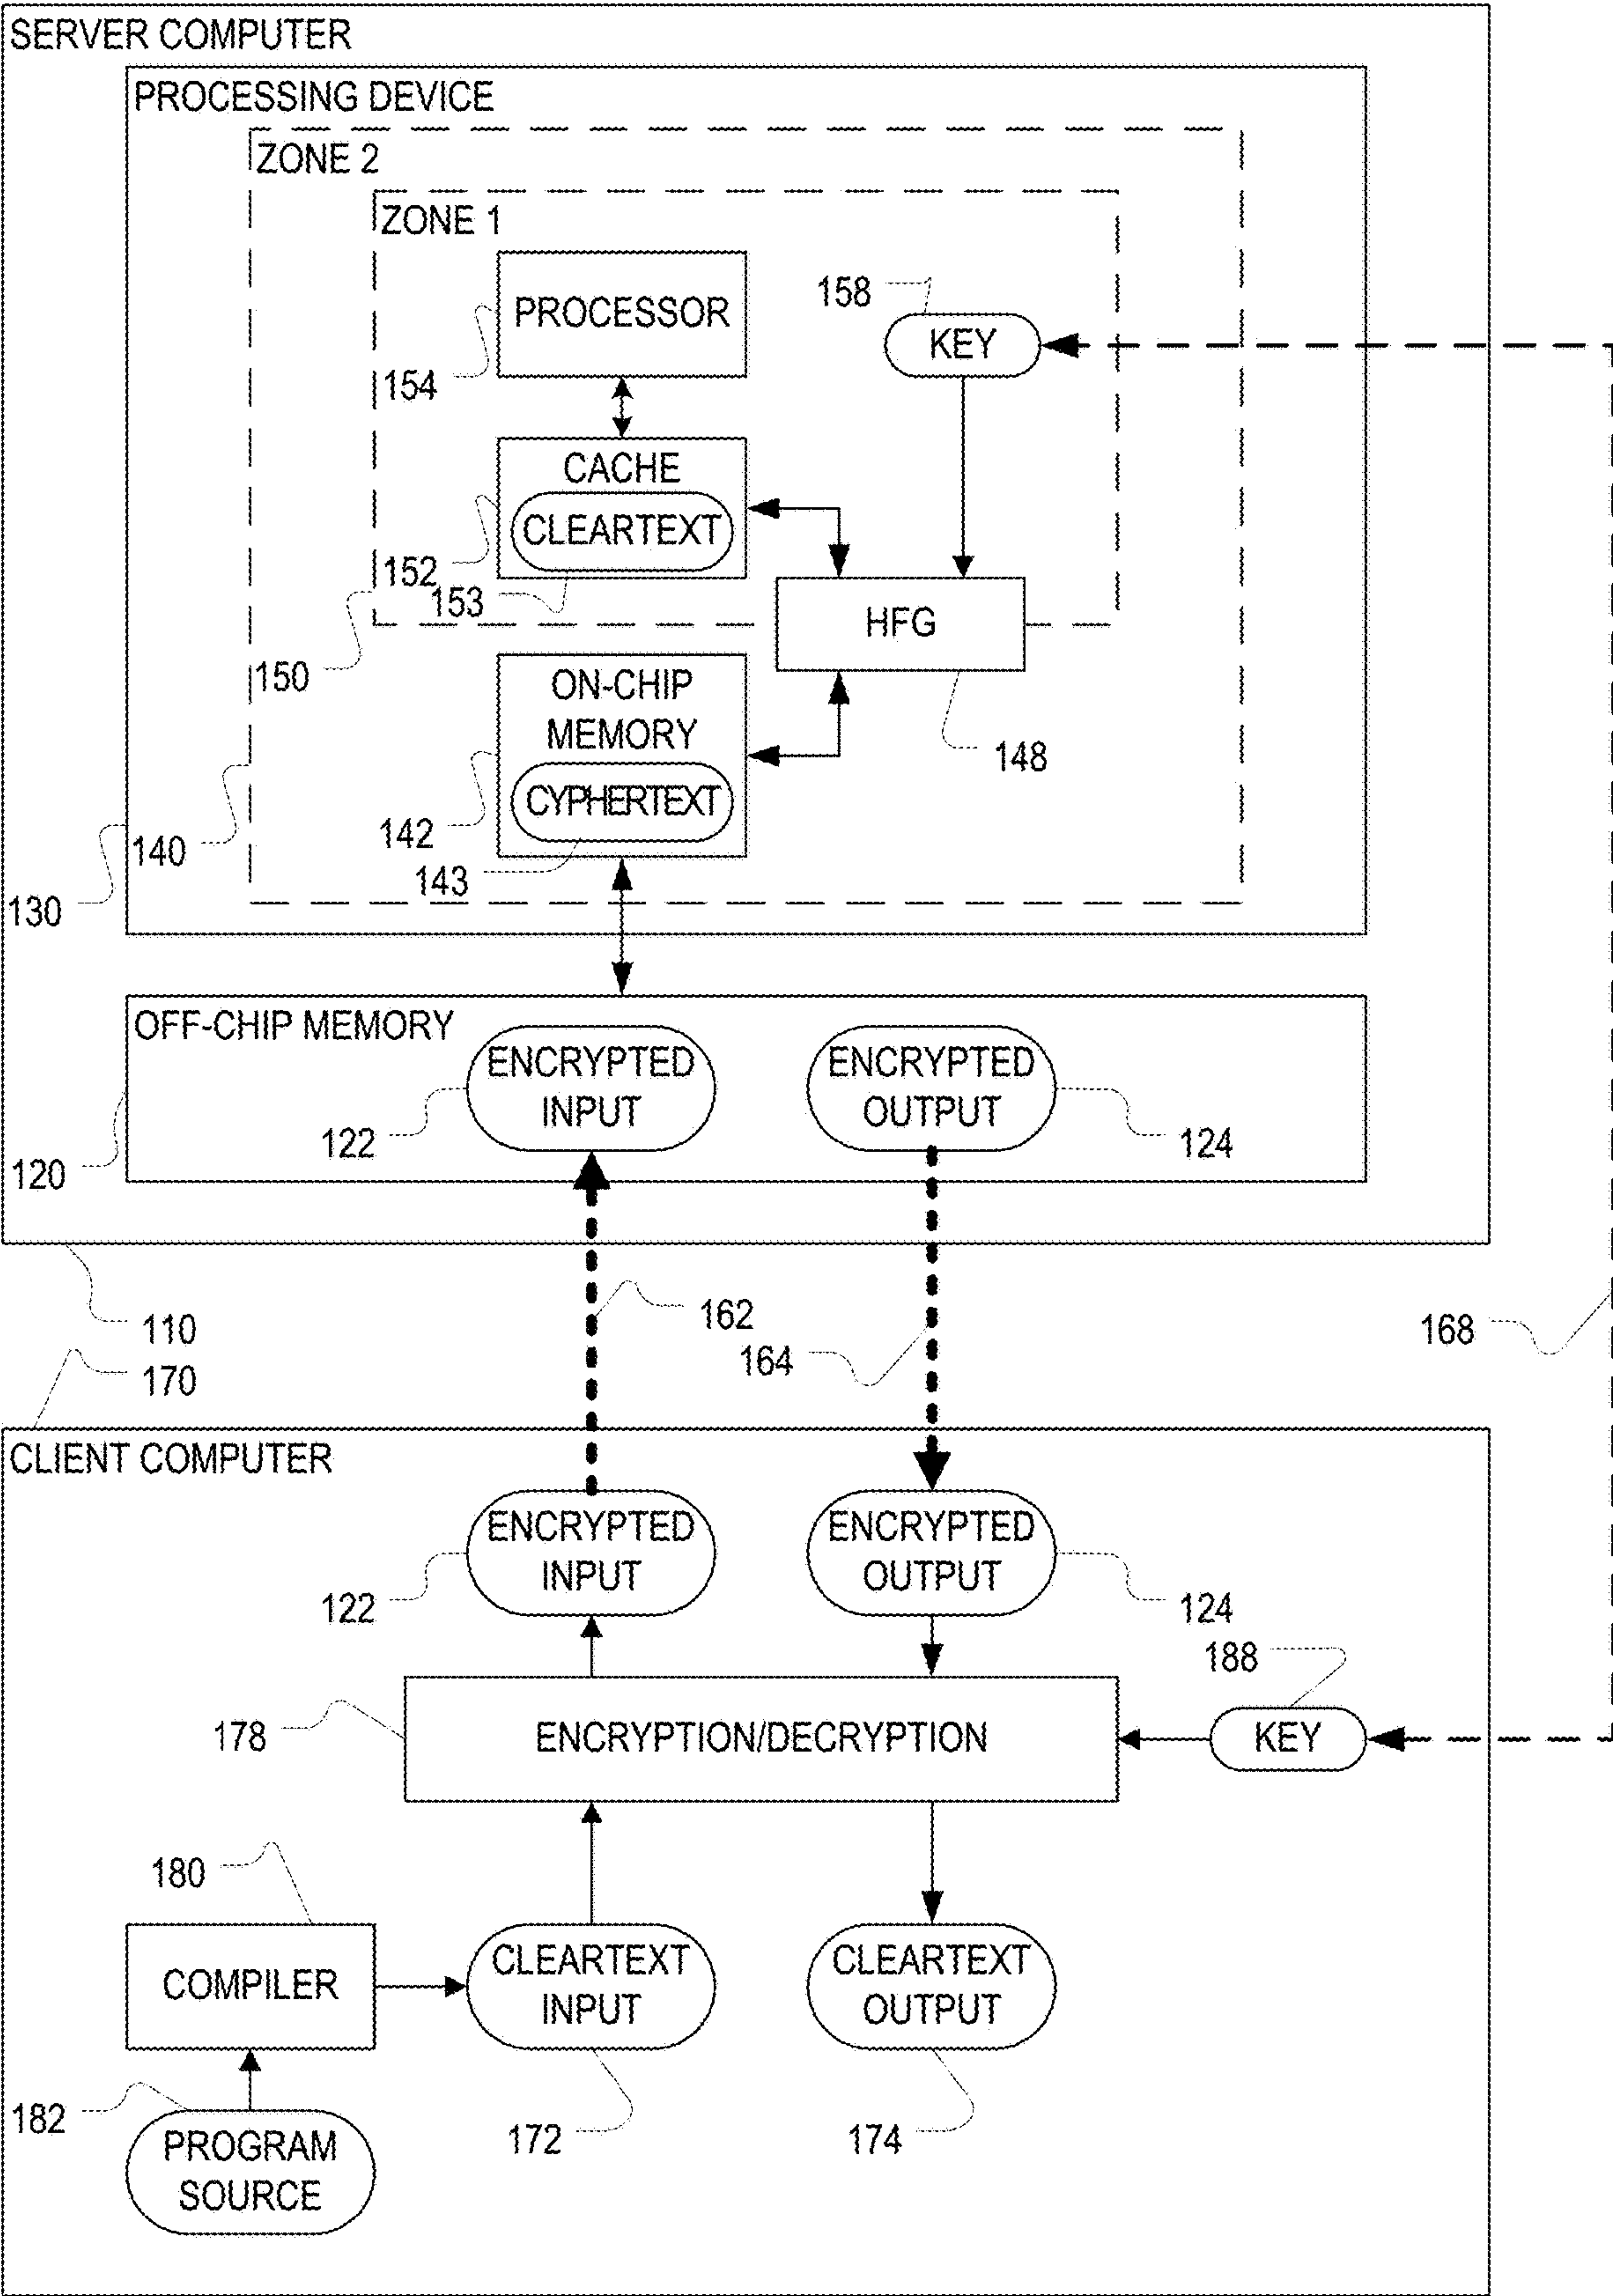 SERVER COMPUTER
PROCESSING DEVICE
ZONE 2
ZONE 1
PROCESSOR
154
158
KEY
CACHE
CLEARTEXT
152
153
HFG
150
ON-CHIP
MEMORY
CYPHERTEXT
148
142
143
140
130
OFF-CHIP MEMORY
ENCRYPTED
INPUT
ENCRYPTED
OUTPUT
122
124
120
110
162
164
168
170
CLIENT COMPUTER
ENCRYPTED
INPUT
ENCRYPTED
OUTPUT
122
124
188
178
ENCRYPTION/DECRYPTION
KEY
180
COMPILER
CLEARTEXT
INPUT
CLEARTEXT
OUTPUT
182
172
174
PROGRAM
SOURCE